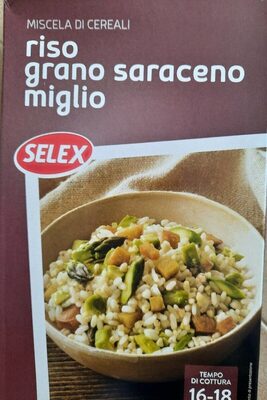 MISCELA DI CEREALI
riso
grano saraceno
miglio
SELEX
TEMPO
DI COTTURA
16-18